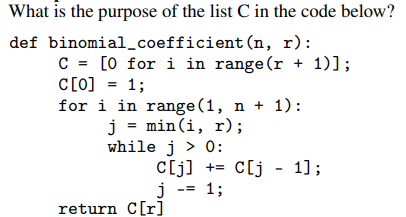 What is the purpose of the list C in the code below?
def binomial_coefficient(n, r):
    C = [0 for i in range(r + 1)];
    C[0] = 1;
    for i in range(1, n + 1):
        j = min(i, r);
        while j > 0:
            C[j] += C[j - 1];
            j -= 1;
    return C[r]